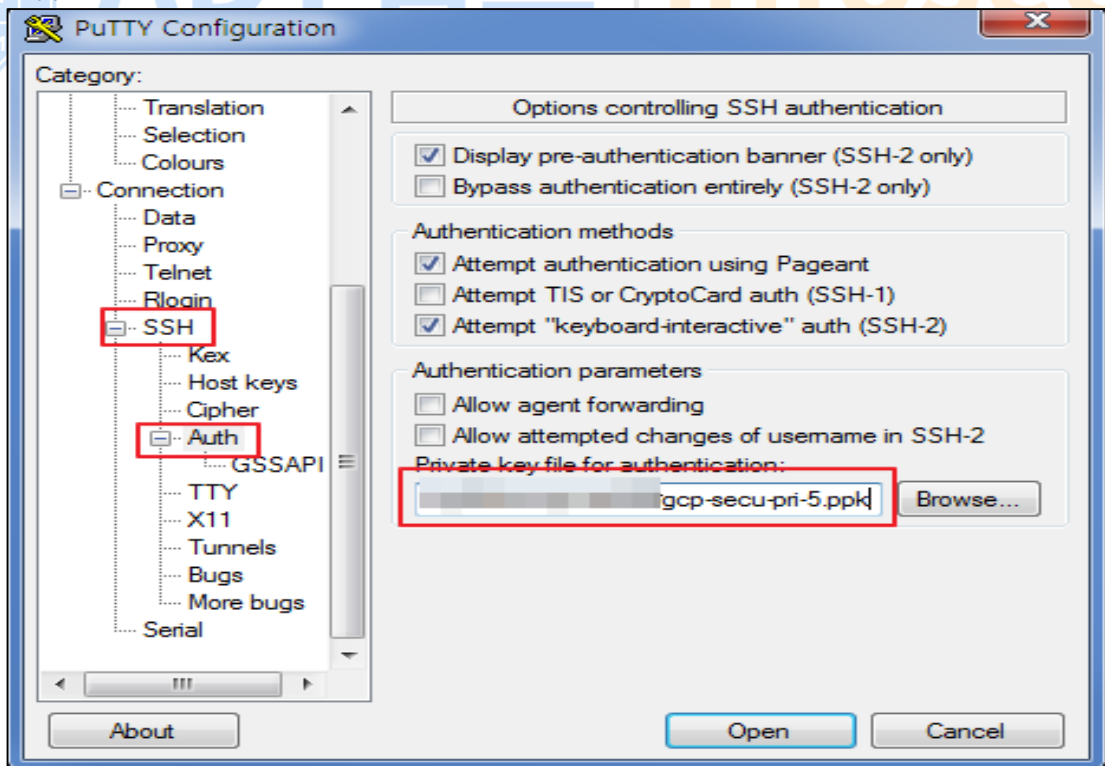 PuTTY Configuration
Category:
Translation
Selection
Colours
Connection
Data
Proxy
Telnet
Rlogin
SSH
Kex
Host keys
Cipher
Auth
GSSAPI
TTY
X11
Tunnels
Bugs
More bugs
Serial
Options controlling SSH authentication
Display pre-authentication banner (SSH-2 only)
Bypass authentication entirely (SSH-2 only)
Authentication methods
Attempt authentication using Pageant
Attempt TIS or CryptoCard auth (SSH-1)
Attempt "keyboard-interactive" auth (SSH-2)
Authentication parameters
Allow agent forwarding
Allow attempted changes of username in SSH-2
Private key file for authentication:
gcp-secu-pri-5.ppk
Browse...
About
Open
Cancel